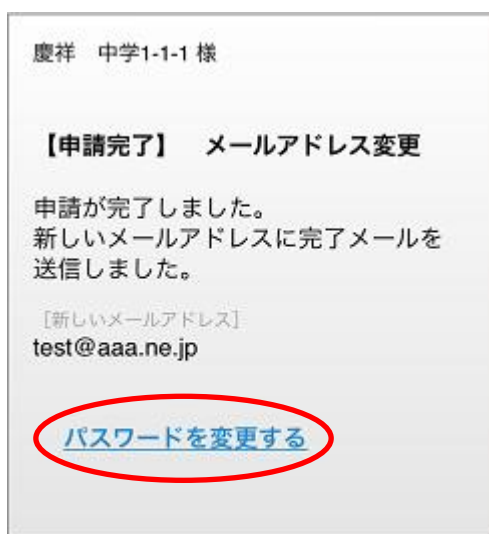 慶祥　中学1-1-1 様
【申請完了】　メールアドレス変更
申請が完了しました。
新しいメールアドレスに完了メールを
送信しました。
［新しいメールアドレス］
test@aaa.ne.jp
パスワードを変更する